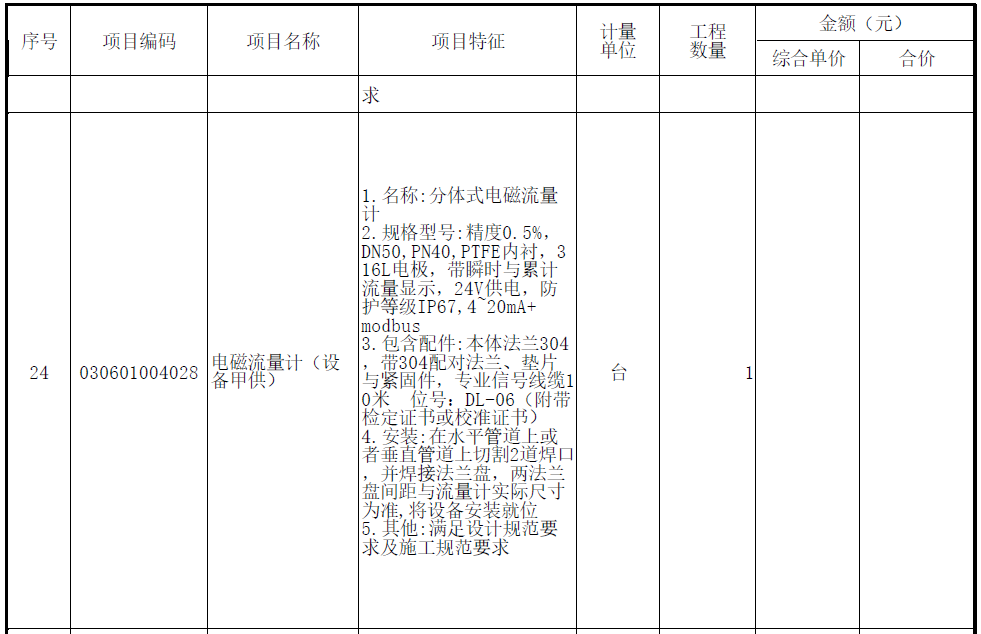 序号
项目编码
项目名称
项目特征
计量
单位
工程
数量
金额（元）
综合单价
合价
求
24
030601004028
电磁流量计（设
备甲供）
1.名称:分体式电磁流量
计
2.规格型号:精度0.5%，
DN50,PN40,PTFE内衬，3
16L电极，带瞬时与累计
流量显示，24V供电，防
护等级IP67,4~20mA+
modbus
3.包含配件:本体法兰304
，带304配对法兰、垫片
与紧固件，专业信号线缆1
0米　位号：DL-06（附带
检定证书或校准证书）
4.安装:在水平管道上或
者垂直管道上切割2道焊口
，并焊接法兰盘，两法兰
盘间距与流量计实际尺寸
为准,将设备安装就位
5.其他:满足设计规范要
求及施工规范要求
台
1